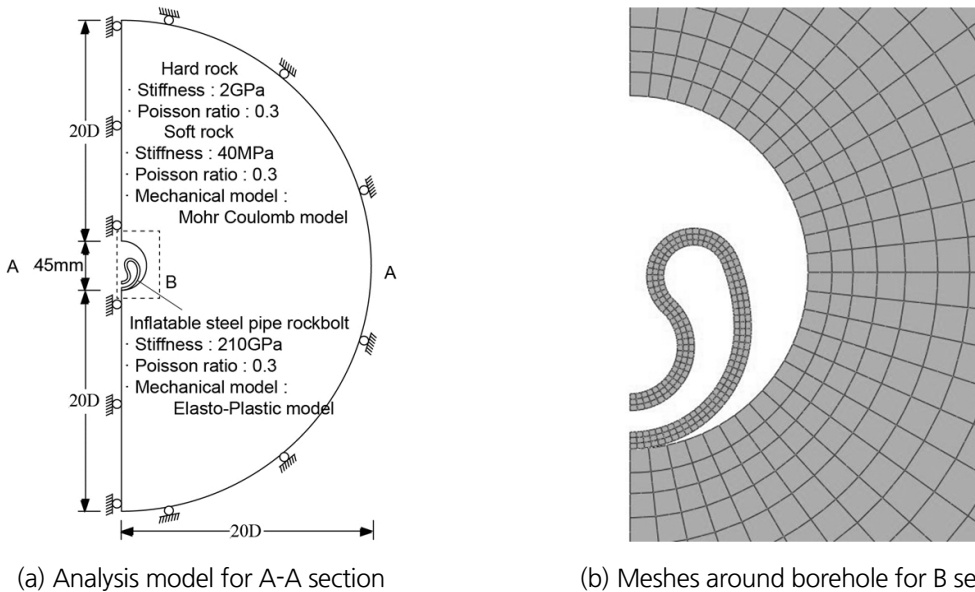 Hard rock
· Stiffness : 2GPa
· Poisson ratio : 0.3
20D
Soft rock
· Stiffness : 40MPa
· Poisson ratio : 0.3
· Mechanical model :
Mohr Coulomb model
A
45mm
B
A
Inflatable steel pipe rockbolt
· Stiffness : 210GPa
· Poisson ratio : 0.3
· Mechanical model :
20D
Elasto-Plastic model
20D
(a) Analysis model for A-A section
(b) Meshes around borehole for B se